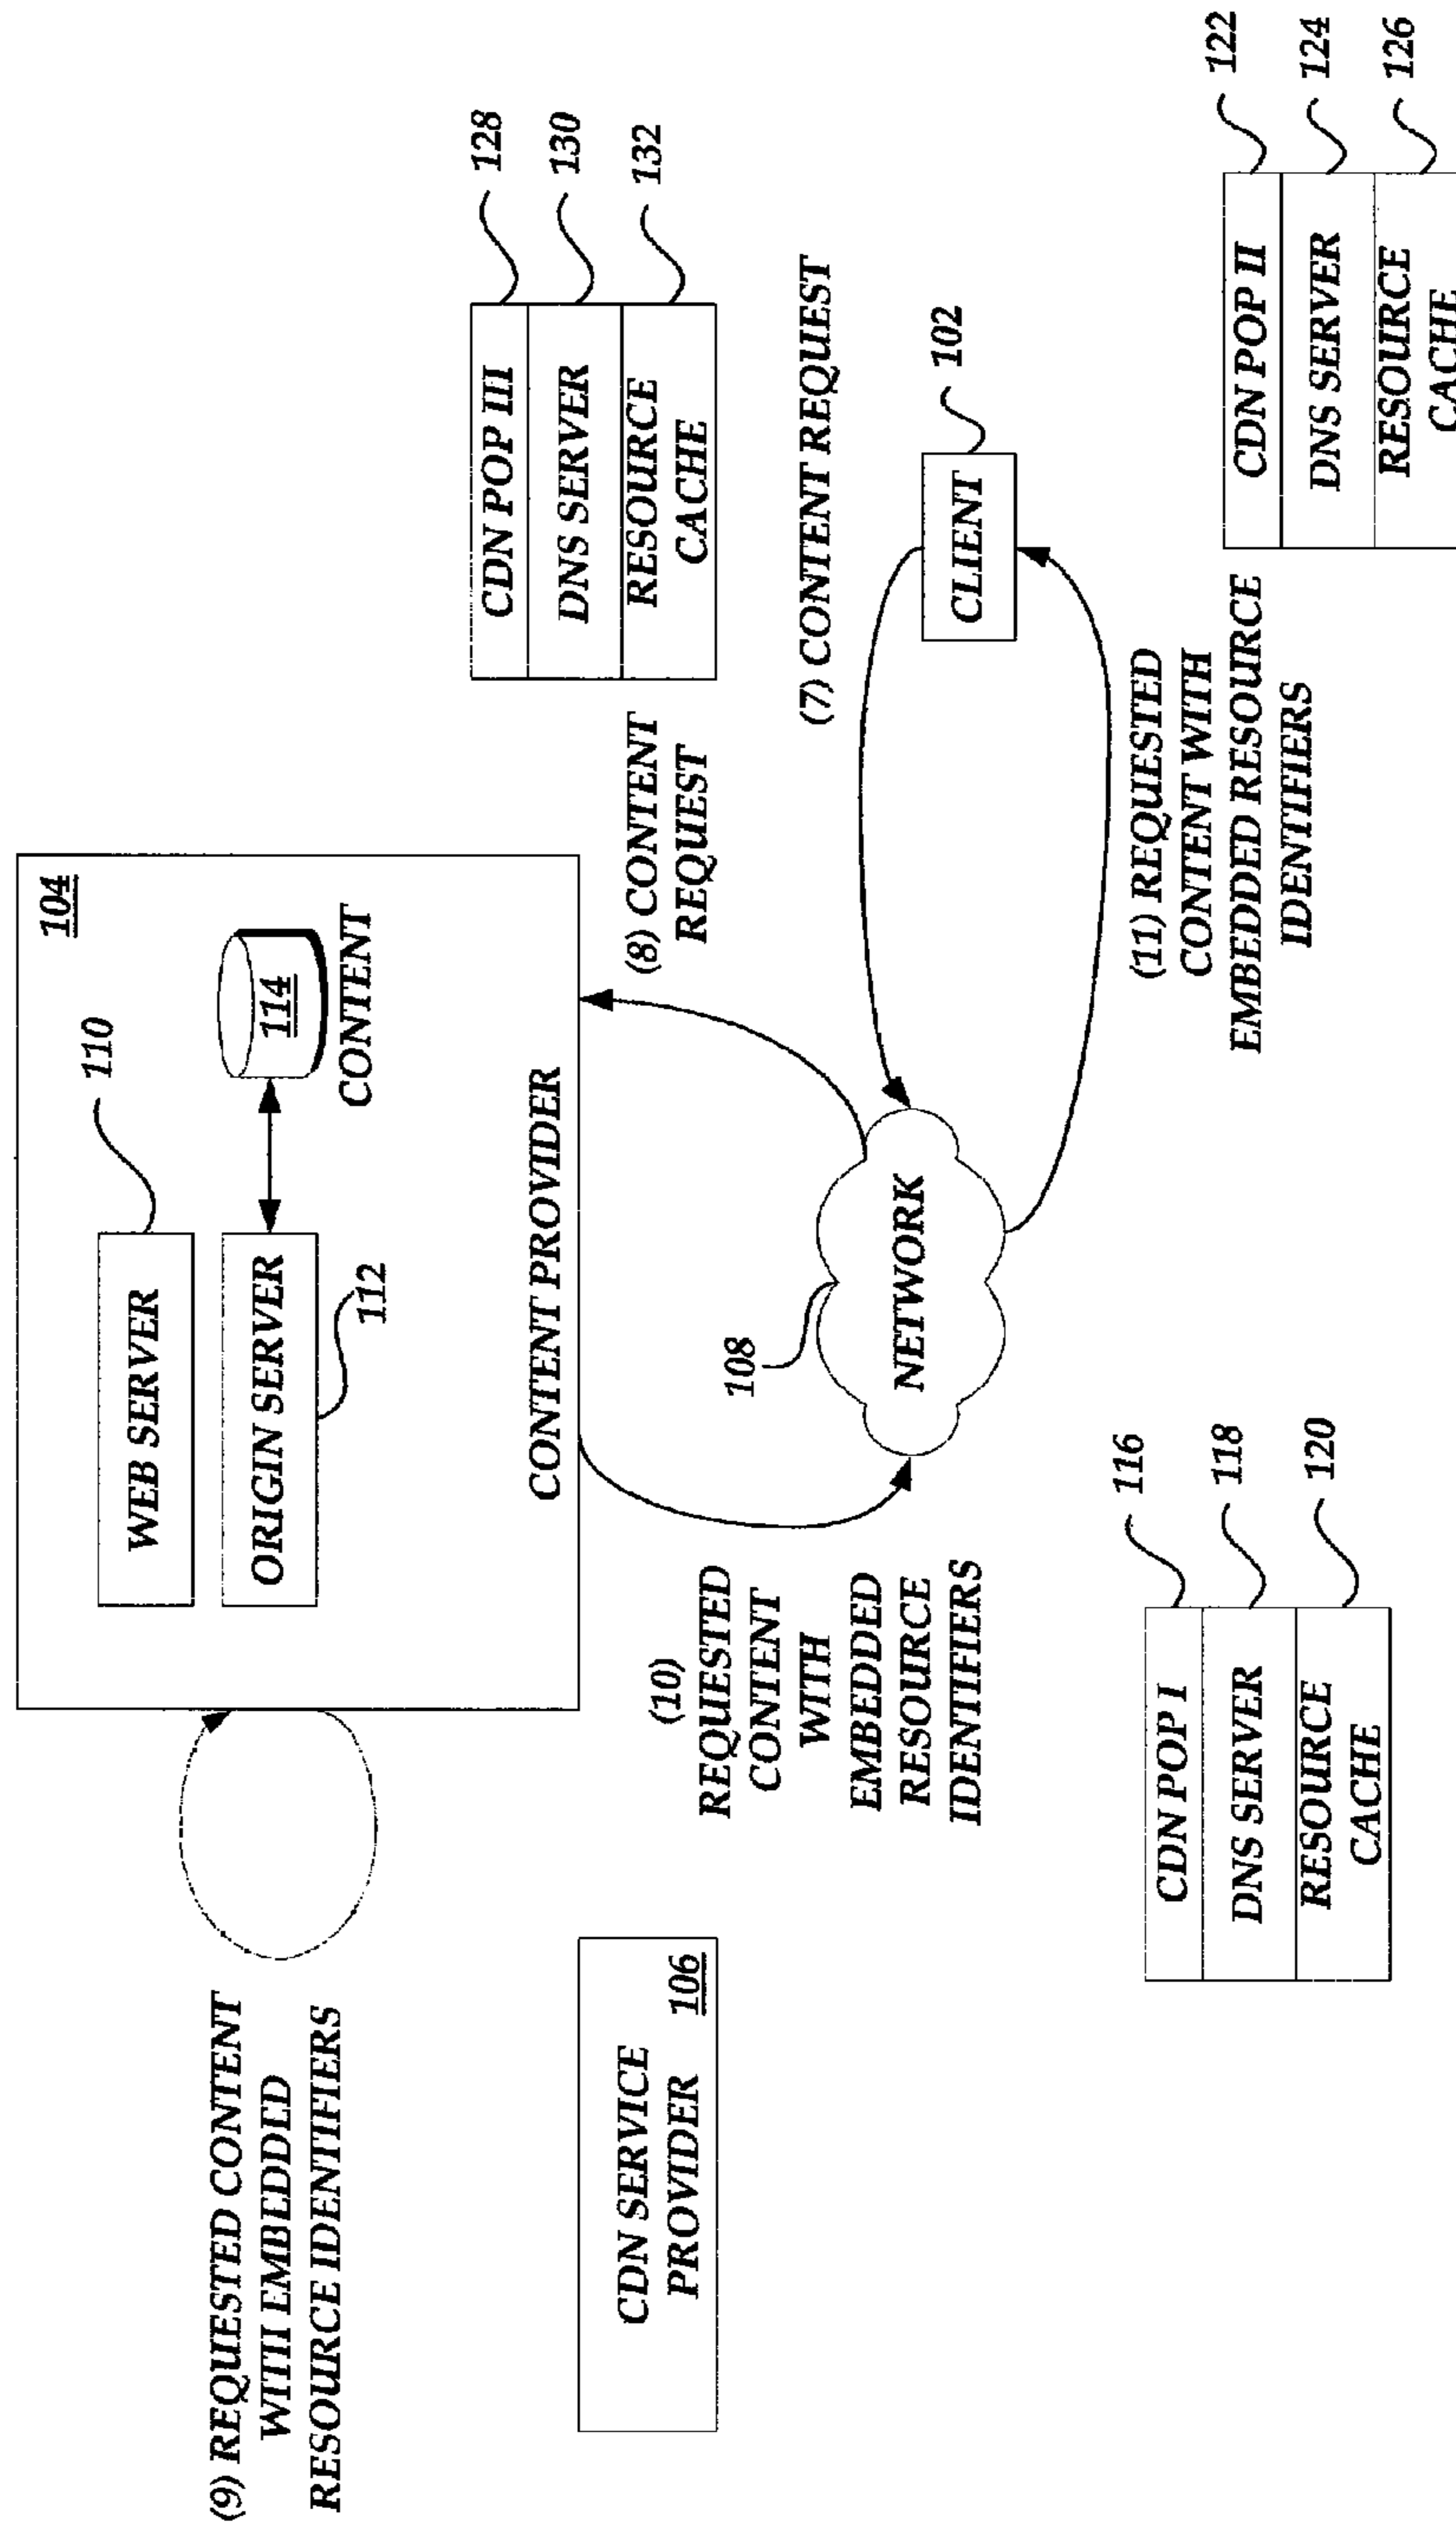 104
WEB SERVER
110
ORIGIN SERVER
112
114
CONTENT
CONTENT PROVIDER
(9) REQUESTED CONTENT
WITH EMBEDDED
RESOURCE IDENTIFIERS
CDN SERVICE
PROVIDER
106
(10)
REQUESTED
CONTENT
WITH
EMBEDDED
RESOURCE
IDENTIFIERS
(8) CONTENT
REQUEST
CDN POP III
128
DNS SERVER
130
RESOURCE
132
CACHE
108
NETWORK
(7) CONTENT REQUEST
CLIENT
102
(11) REQUESTED
CONTENT WITH
EMBEDDED RESOURCE
IDENTIFIERS
CDN POP I
116
DNS SERVER
118
RESOURCE
120
CACHE
CDN POP II
122
DNS SERVER
124
RESOURCE
126
CACHE